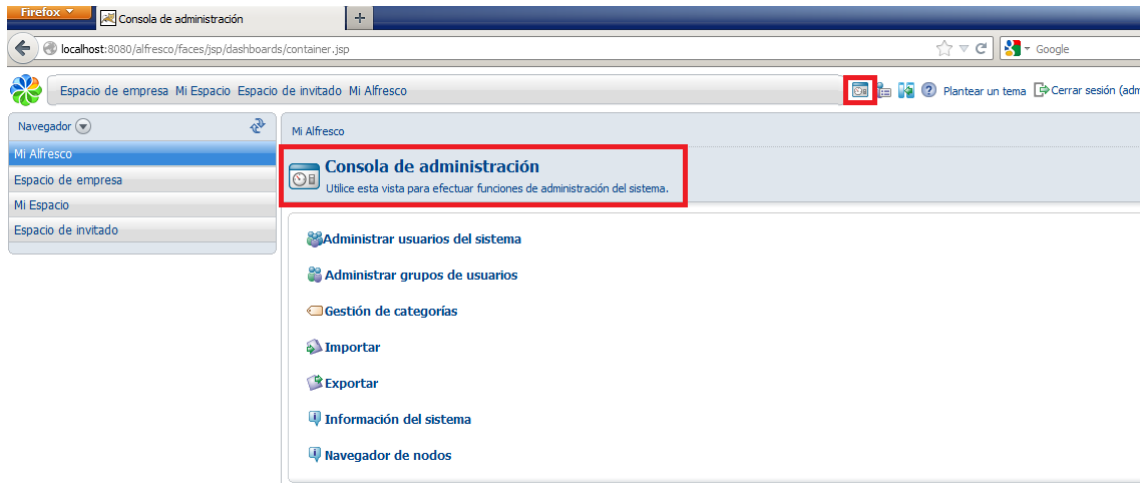 Firefox
Consola de administración
localhost:8080/alfresco/faces/jsp/dashboards/container.jsp
Google
Espacio de empresa Mi Espacio Espacio de invitado Mi Alfresco
Plantear un tema Cerrar sesión (adm
Navegador
Mi Alfresco
Espacio de empresa
Mi Espacio
Espacio de invitado
Mi Alfresco
Consola de administración
Utilice esta vista para efectuar funciones de administración del sistema.
Administrar usuarios del sistema
Administrar grupos de usuarios
Gestión de categorías
Importar
Exportar
Información del sistema
Navegador de nodos